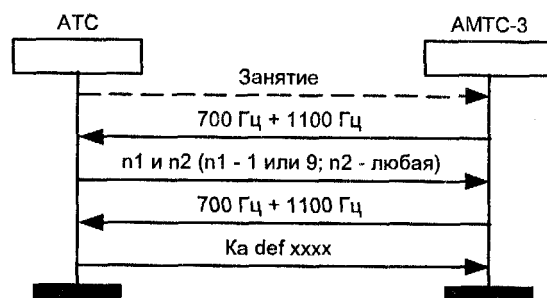 АТС
АМТС-3
Занятие
700 Гц + 1100 Гц
n1 и n2 (n1 - 1 или 9; n2 - любая)
700 Гц + 1100 Гц
Ка def xxxx